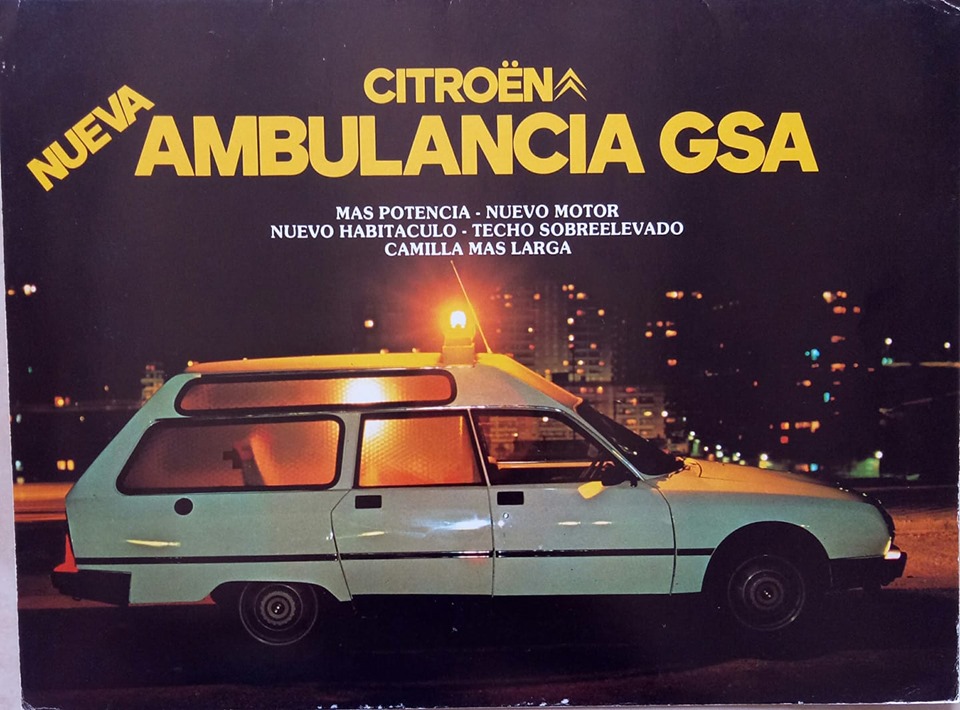 CITROËN
NUEVA
AMBULANCIA GSA
MAS POTENCIA - NUEVO MOTOR
NUEVO HABITACULO - TECHO SOBREELEVADO
CAMILLA MAS LARGA